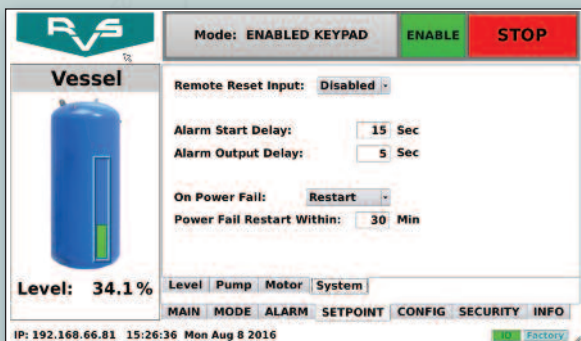 RVS
Mode: ENABLED KEYPAD
ENABLE
STOP
Vessel
Level: 34.1%
Remote Reset Input: Disabled
Alarm Start Delay: 15 Sec
Alarm Output Delay: 5 Sec
On Power Fail: Restart
Power Fail Restart Within: 30 Min
Level Pump Motor System
MAIN MODE ALARM SETPOINT CONFIG SECURITY INFO
IP: 192.168.66.81 15:26:36 Mon Aug 8 2016
IO Factory